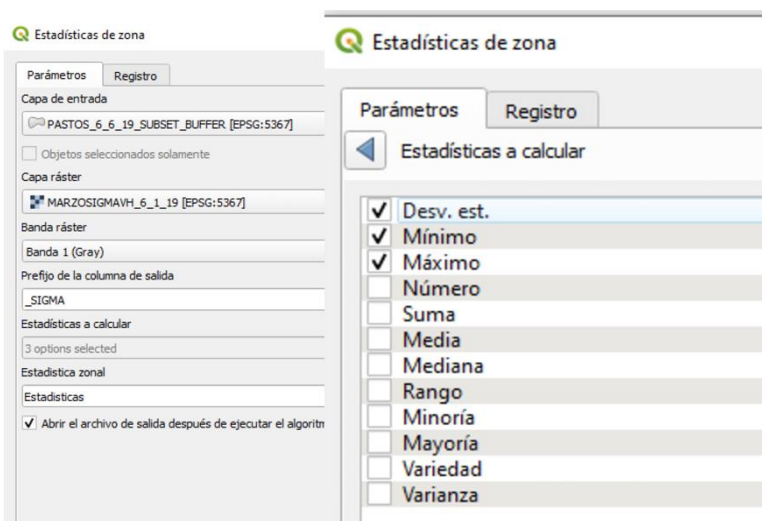 Estadísticas de zona
Parámetros Registro
Capa de entrada
PASTOS_6_6_19_SUBSET_BUFFER [EPSG:5367]
Objetos seleccionados solamente
Capa ráster
MARZOSIGMAVH_6_1_19 [EPSG:5367]
Banda ráster
Banda 1 (Gray)
Prefijo de la columna de salida
_SIGMA
Estadísticas a calcular
3 options selected
Estadistica zonal
Estadisticas
Abrir el archivo de salida después de ejecutar el algoritm
Estadísticas de zona
Parámetros Registro
Estadísticas a calcular
Desv. est.
Mínimo
Máximo
Número
Suma
Media
Mediana
Rango
Minoría
Mayoría
Variedad
Varianza